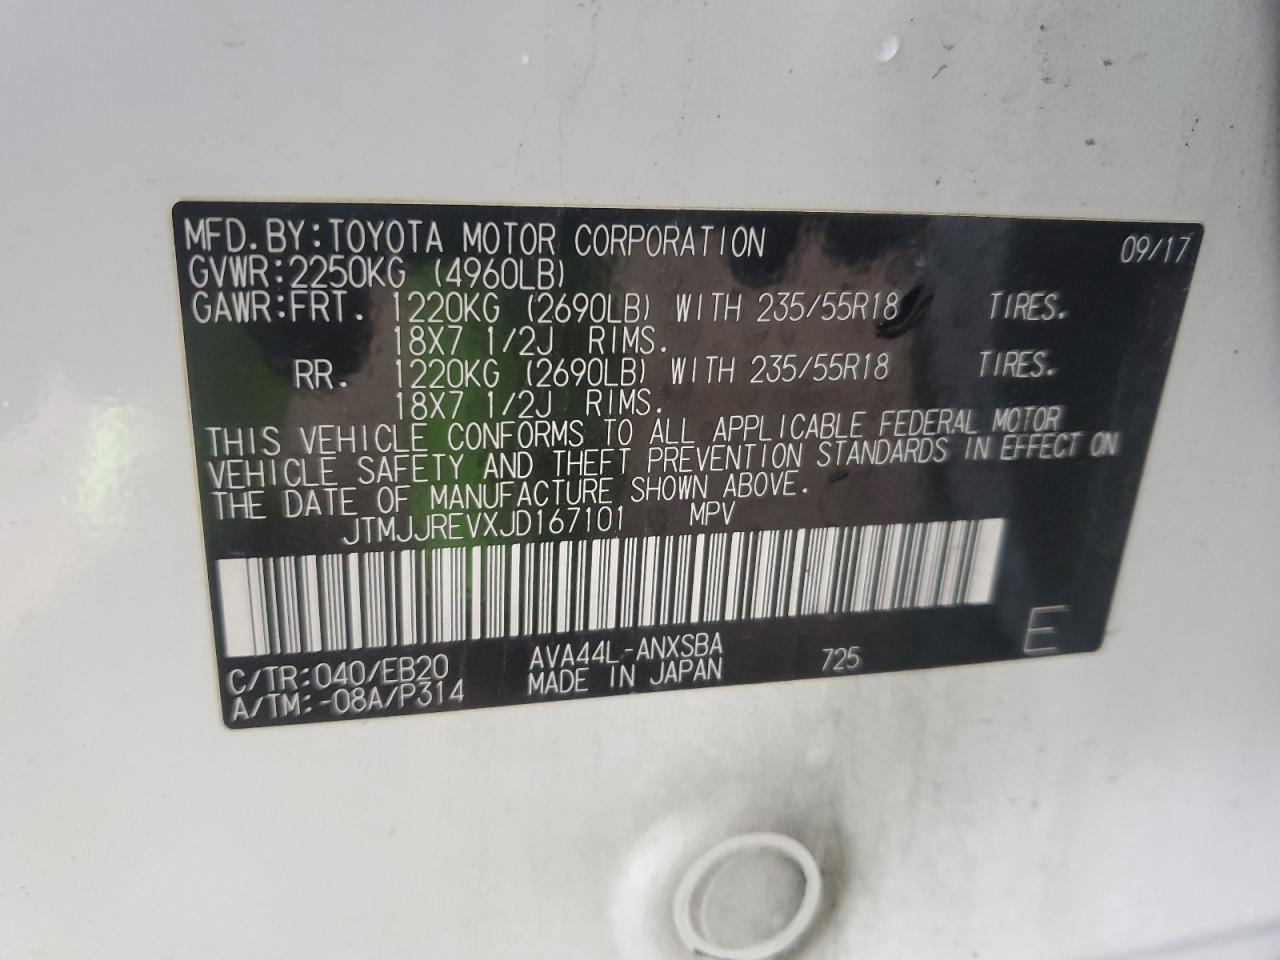 MFD. BY:TOYOTA MOTOR CORPORATION 09/17
GVWR:2250KG (4960LB)
GAWR:FRT. 1220KG (2690LB) WITH 235/55R18 TIRES.
18X7 1/2J RIMS.
RR. 1220KG (2690LB) WITH 235/55R18 TIRES.
18X7 1/2J RIMS.
THIS VEHICLE CONFORMS TO ALL APPLICABLE FEDERAL MOTOR
VEHICLE SAFETY AND THEFT PREVENTION STANDARDS IN EFFECT ON
THE DATE OF MANUFACTURE SHOWN ABOVE.
JTMJJREVXJD167101 MPV
C/TR:040/EB20 AVA44L-ANXSBA 725 E
A/TM:-08A/P314 MADE IN JAPAN